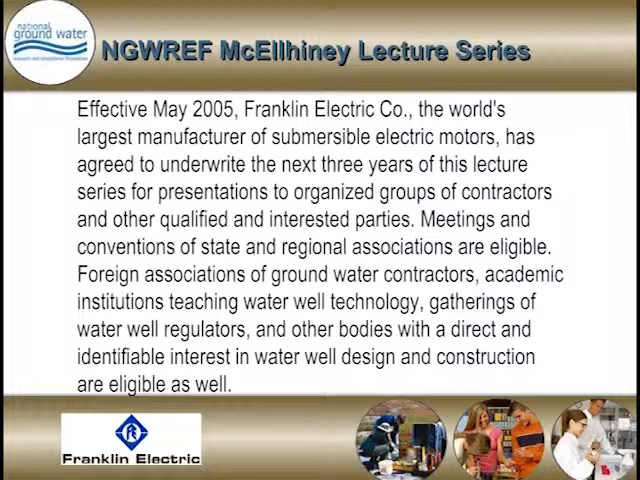 national
ground water
NGWREF McEllhiney Lecture Series
Effective May 2005, Franklin Electric Co., the world's
largest manufacturer of submersible electric motors, has
agreed to underwrite the next three years of this lecture
series for presentations to organized groups of contractors
and other qualified and interested parties. Meetings and
conventions of state and regional associations are eligible.
Foreign associations of ground water contractors, academic
institutions teaching water well technology, gatherings of
water well regulators, and other bodies with a direct and
identifiable interest in water well design and construction
are eligible as well.
Franklin Electric